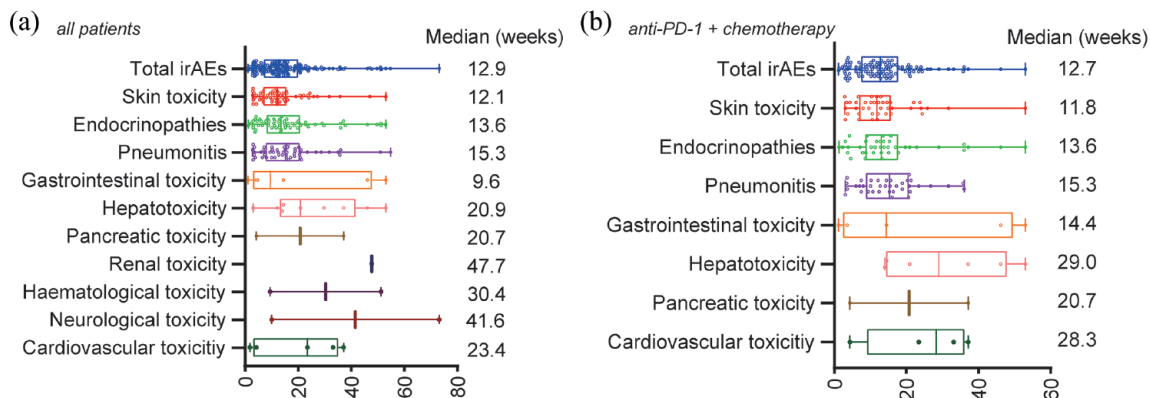 (a) all patients
Median (weeks)
Total irAEs 12.9
Skin toxicity 12.1
Endocrinopathies 13.6
Pneumonitis 15.3
Gastrointestinal toxicity 9.6
Hepatotoxicity 20.9
Pancreatic toxicity 20.7
Renal toxicity 47.7
Haematological toxicity 30.4
Neurological toxicity 41.6
Cardiovascular toxicitiy 23.4
0 20 40 60 80
(b) anti-PD-1 + chemotherapy
Median (weeks)
Total irAEs 12.7
Skin toxicity 11.8
Endocrinopathies 13.6
Pneumonitis 15.3
Gastrointestinal toxicity 14.4
Hepatotoxicity 29.0
Pancreatic toxicity 20.7
Cardiovascular toxicitiy 28.3
0 20 40 60